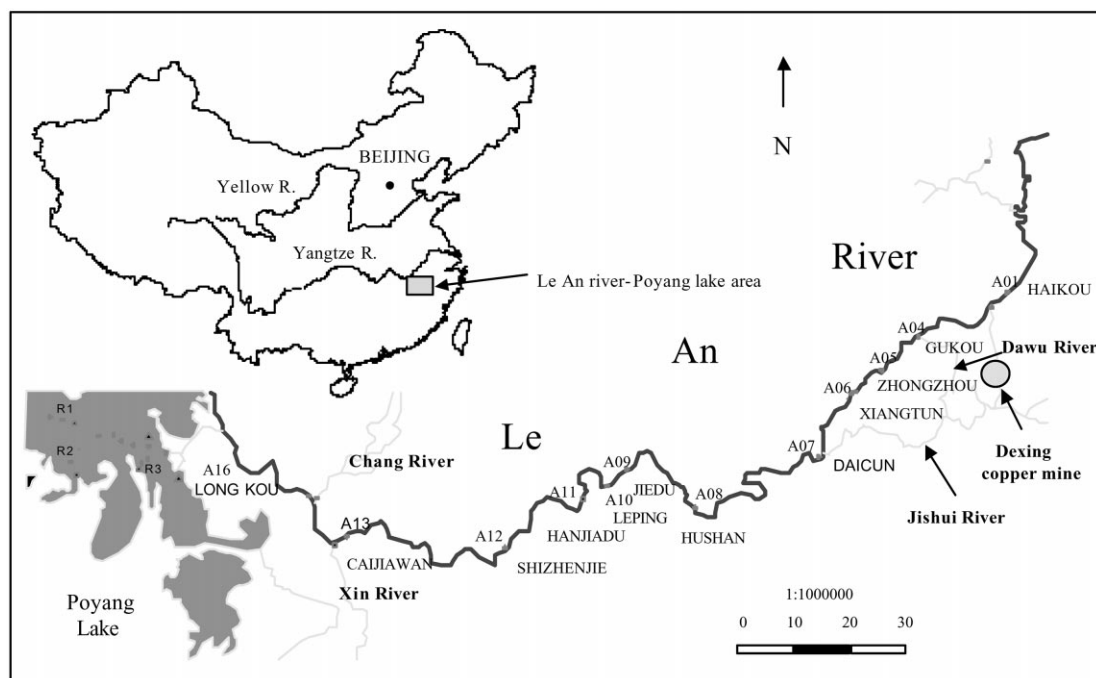 BEIJING
Yellow R.
Yangtze R.
Le An river-Poyang lake area
N
River
An
Le
A01
HAIKOU
A04
GUKOU
Dawu River
A05
ZHONGZHOU
A06
XIANGTUN
A07
DAICUN
Dexing
copper mine
Jishui River
A08
HUSHAN
A09
JIEDU
A10
LEPING
A11
HANJIADU
A12
SHIZHENJIE
A13
CAIJIAWAN
Chang River
Xin River
A16
LONG KOU
R1
R2
R3
Poyang
Lake
1:1000000
0 10 20 30